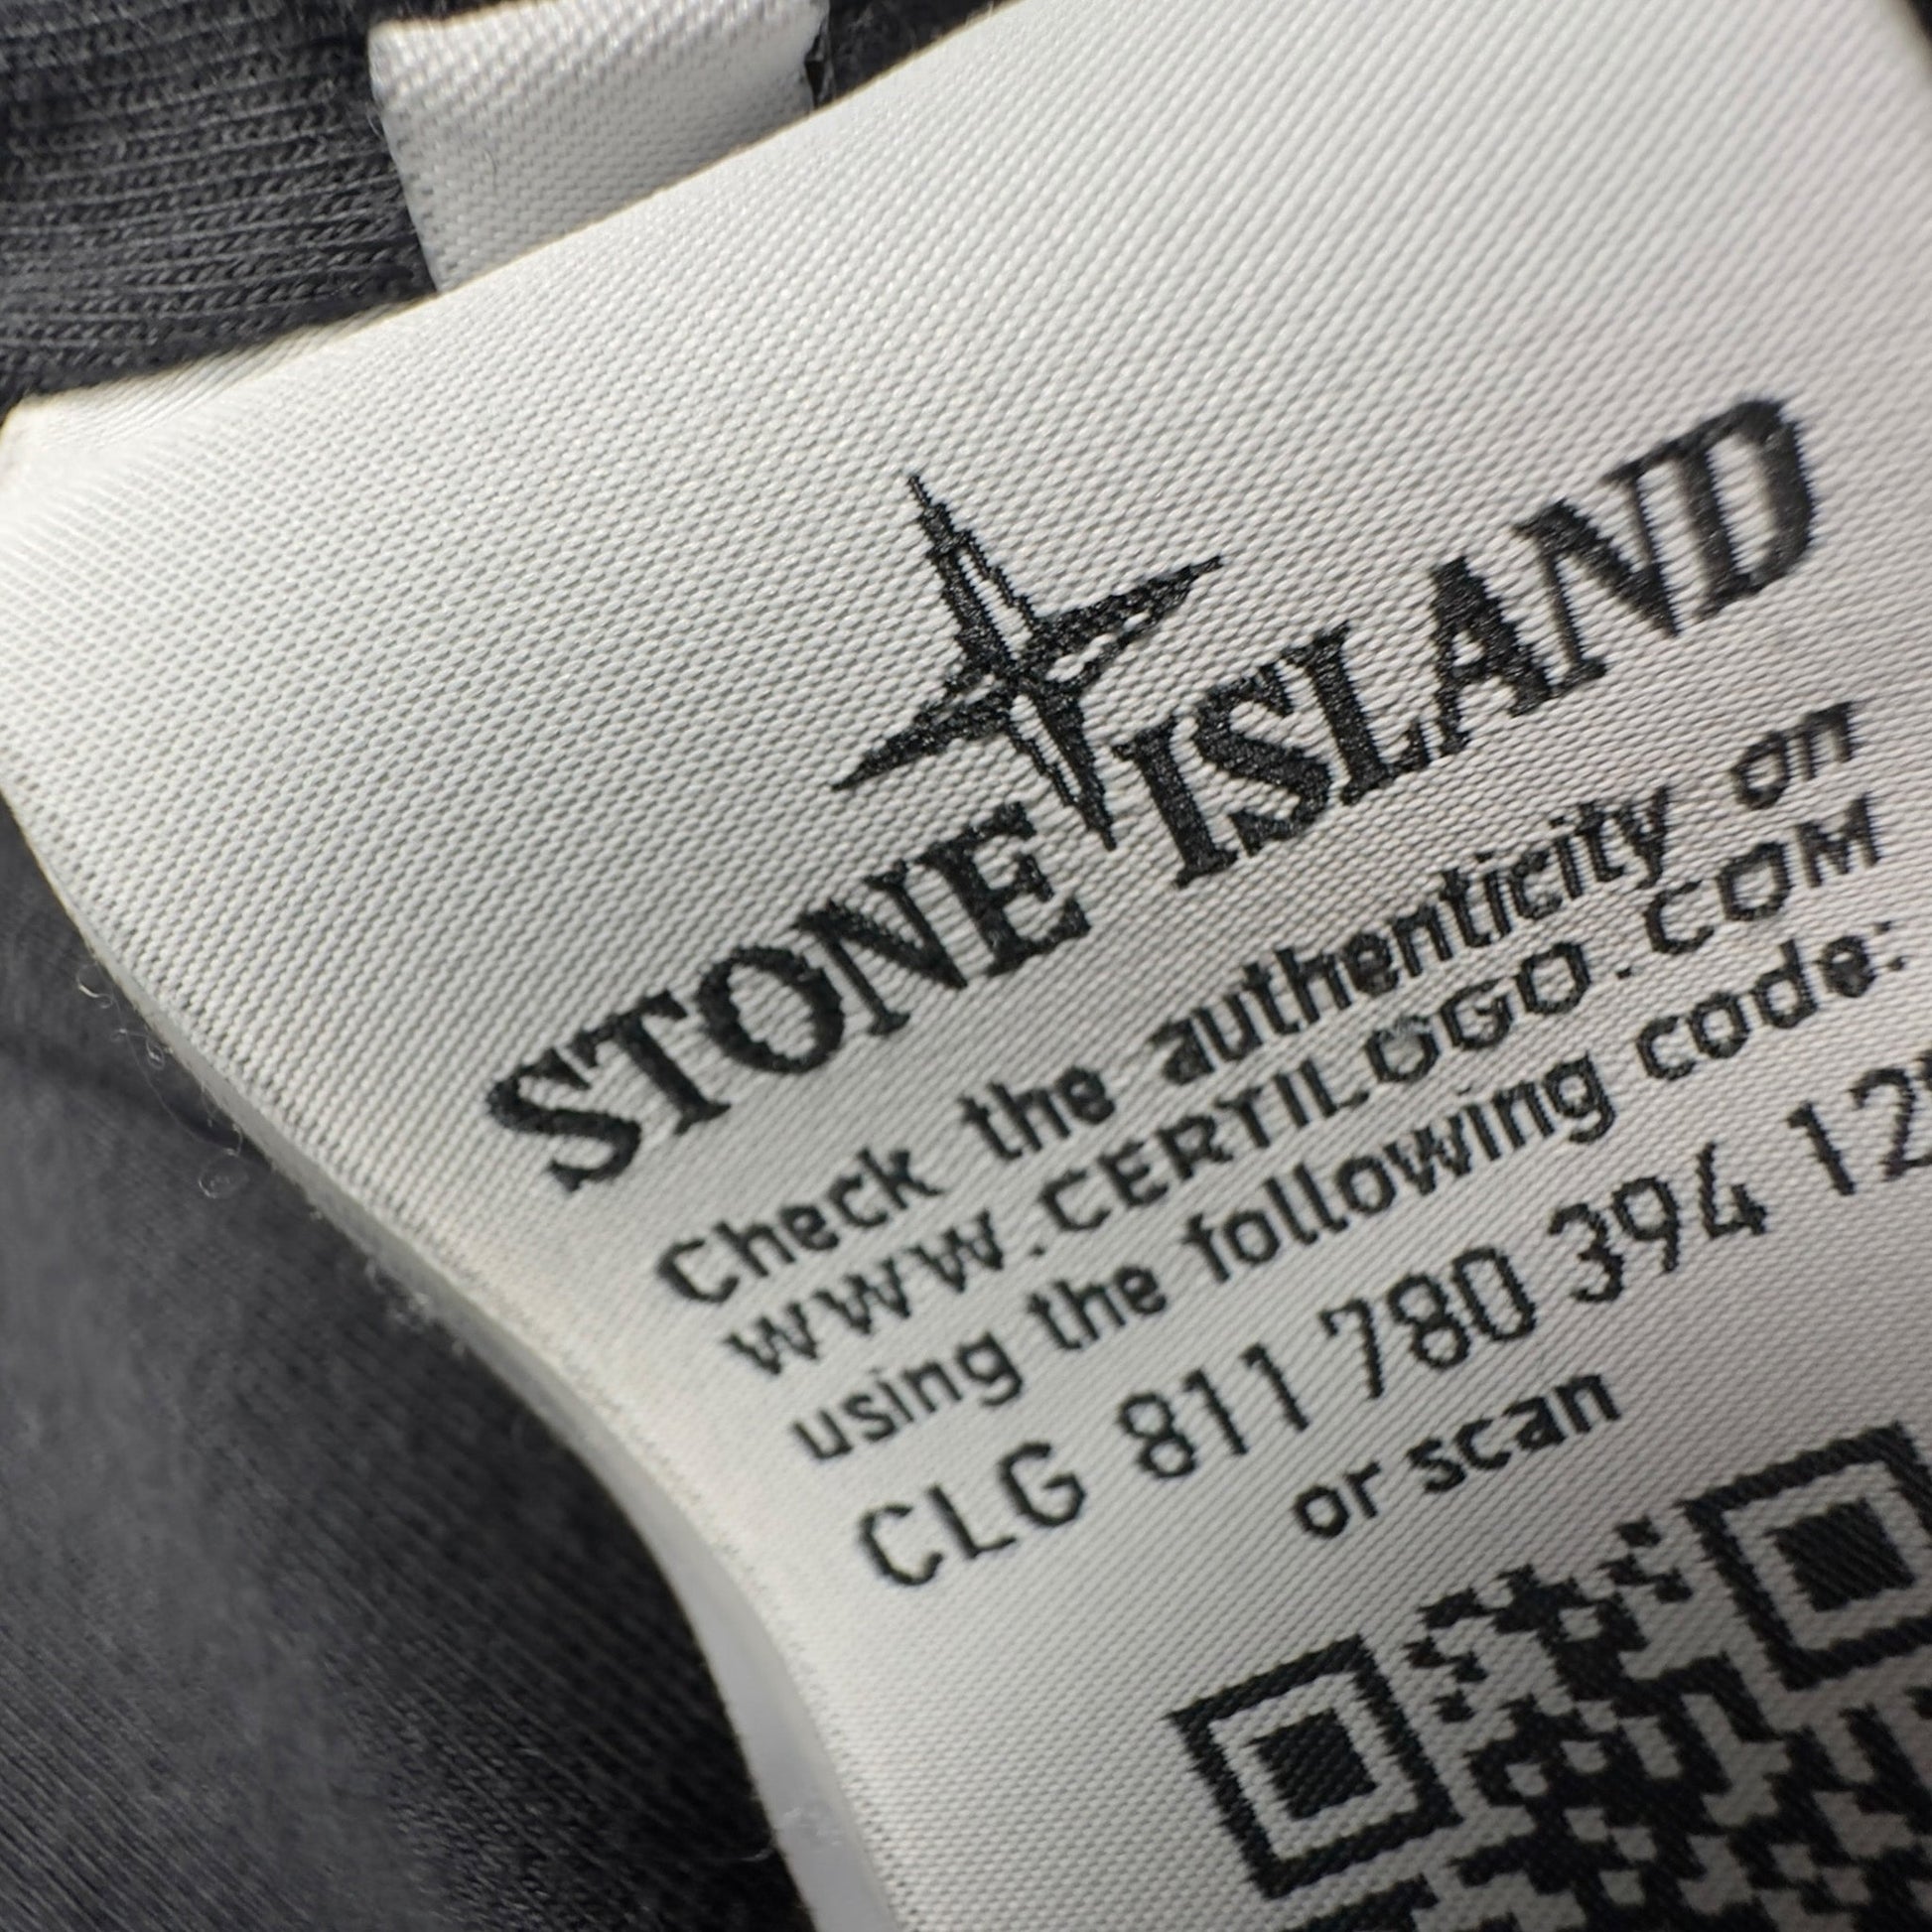 STONE ISLAND
Check the authenticity on
WWW.CERTILOGO.COM
using the following code:
CLG 811 780 394 12
or scan